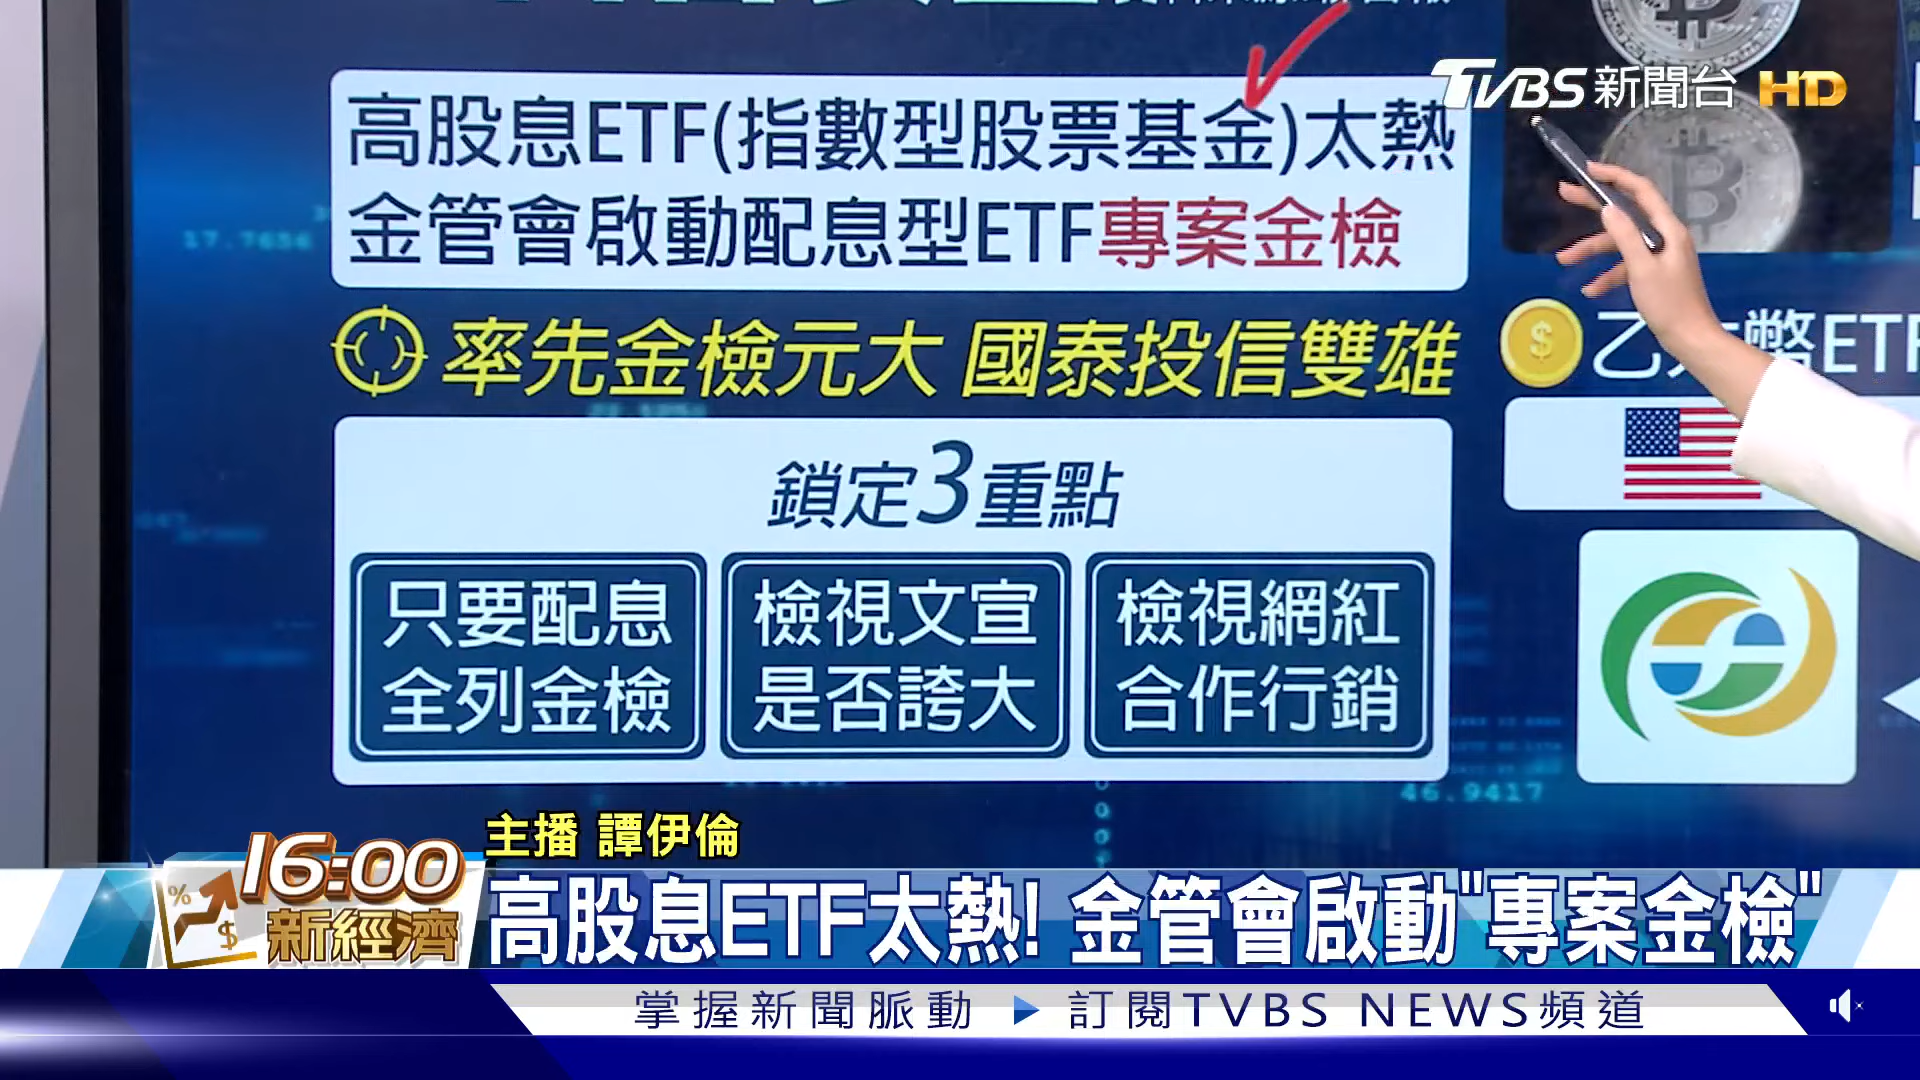 TVBS新聞台 HD
高股息ETF(指數型股票基金)太熱
金管會啟動配息型ETF專案金檢
率先金檢元大 國泰投信雙雄
鎖定3重點
只要配息
全列金檢
檢視文宣
是否誇大
檢視網紅
合作行銷
17.7656
46.9417
$
16:00
新經濟
%
$
主播 譚伊倫
高股息ETF太熱! 金管會啟動"專案金檢"
掌握新聞脈動 ▶ 訂閱TVBS NEWS頻道